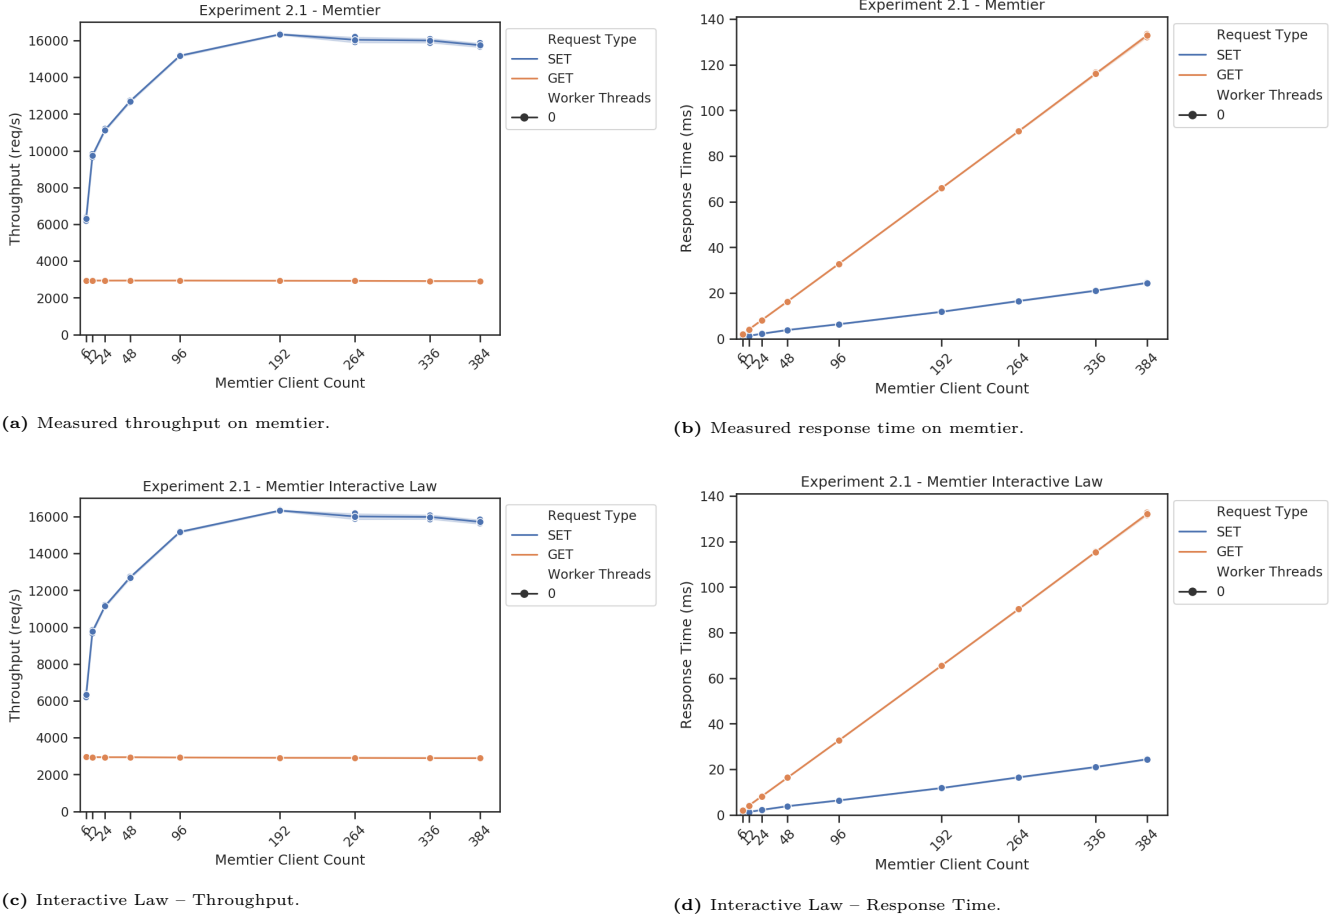 Experiment 2.1 - Memtier
16000
14000
12000
10000
8000
6000
4000
2000
0
Throughput (req/s)
6
12
24
48
96
192
264
336
384
Memtier Client Count
Request Type
SET
GET
Worker Threads
0
(a) Measured throughput on memtier.
Experiment 2.1 - Memtier
140
120
100
80
60
40
20
0
Response Time (ms)
6
12
24
48
96
192
264
336
384
Memtier Client Count
Request Type
SET
GET
Worker Threads
0
(b) Measured response time on memtier.
Experiment 2.1 - Memtier Interactive Law
16000
14000
12000
10000
8000
6000
4000
2000
0
Throughput (req/s)
6
12
24
48
96
192
264
336
384
Memtier Client Count
Request Type
SET
GET
Worker Threads
0
(c) Interactive Law – Throughput.
Experiment 2.1 - Memtier Interactive Law
140
120
100
80
60
40
20
0
Response Time (ms)
6
12
24
48
96
192
264
336
384
Memtier Client Count
Request Type
SET
GET
Worker Threads
0
(d) Interactive Law – Response Time.